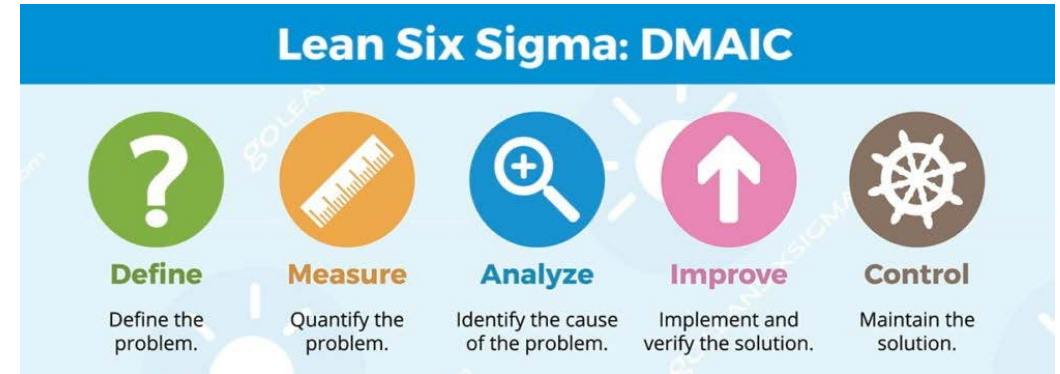 Lean Six Sigma: DMAIC
Define
Define the
problem.
Measure
Quantify the
problem.
Analyze
Identify the cause
of the problem.
Improve
Implement and
verify the solution.
Control
Maintain the
solution.